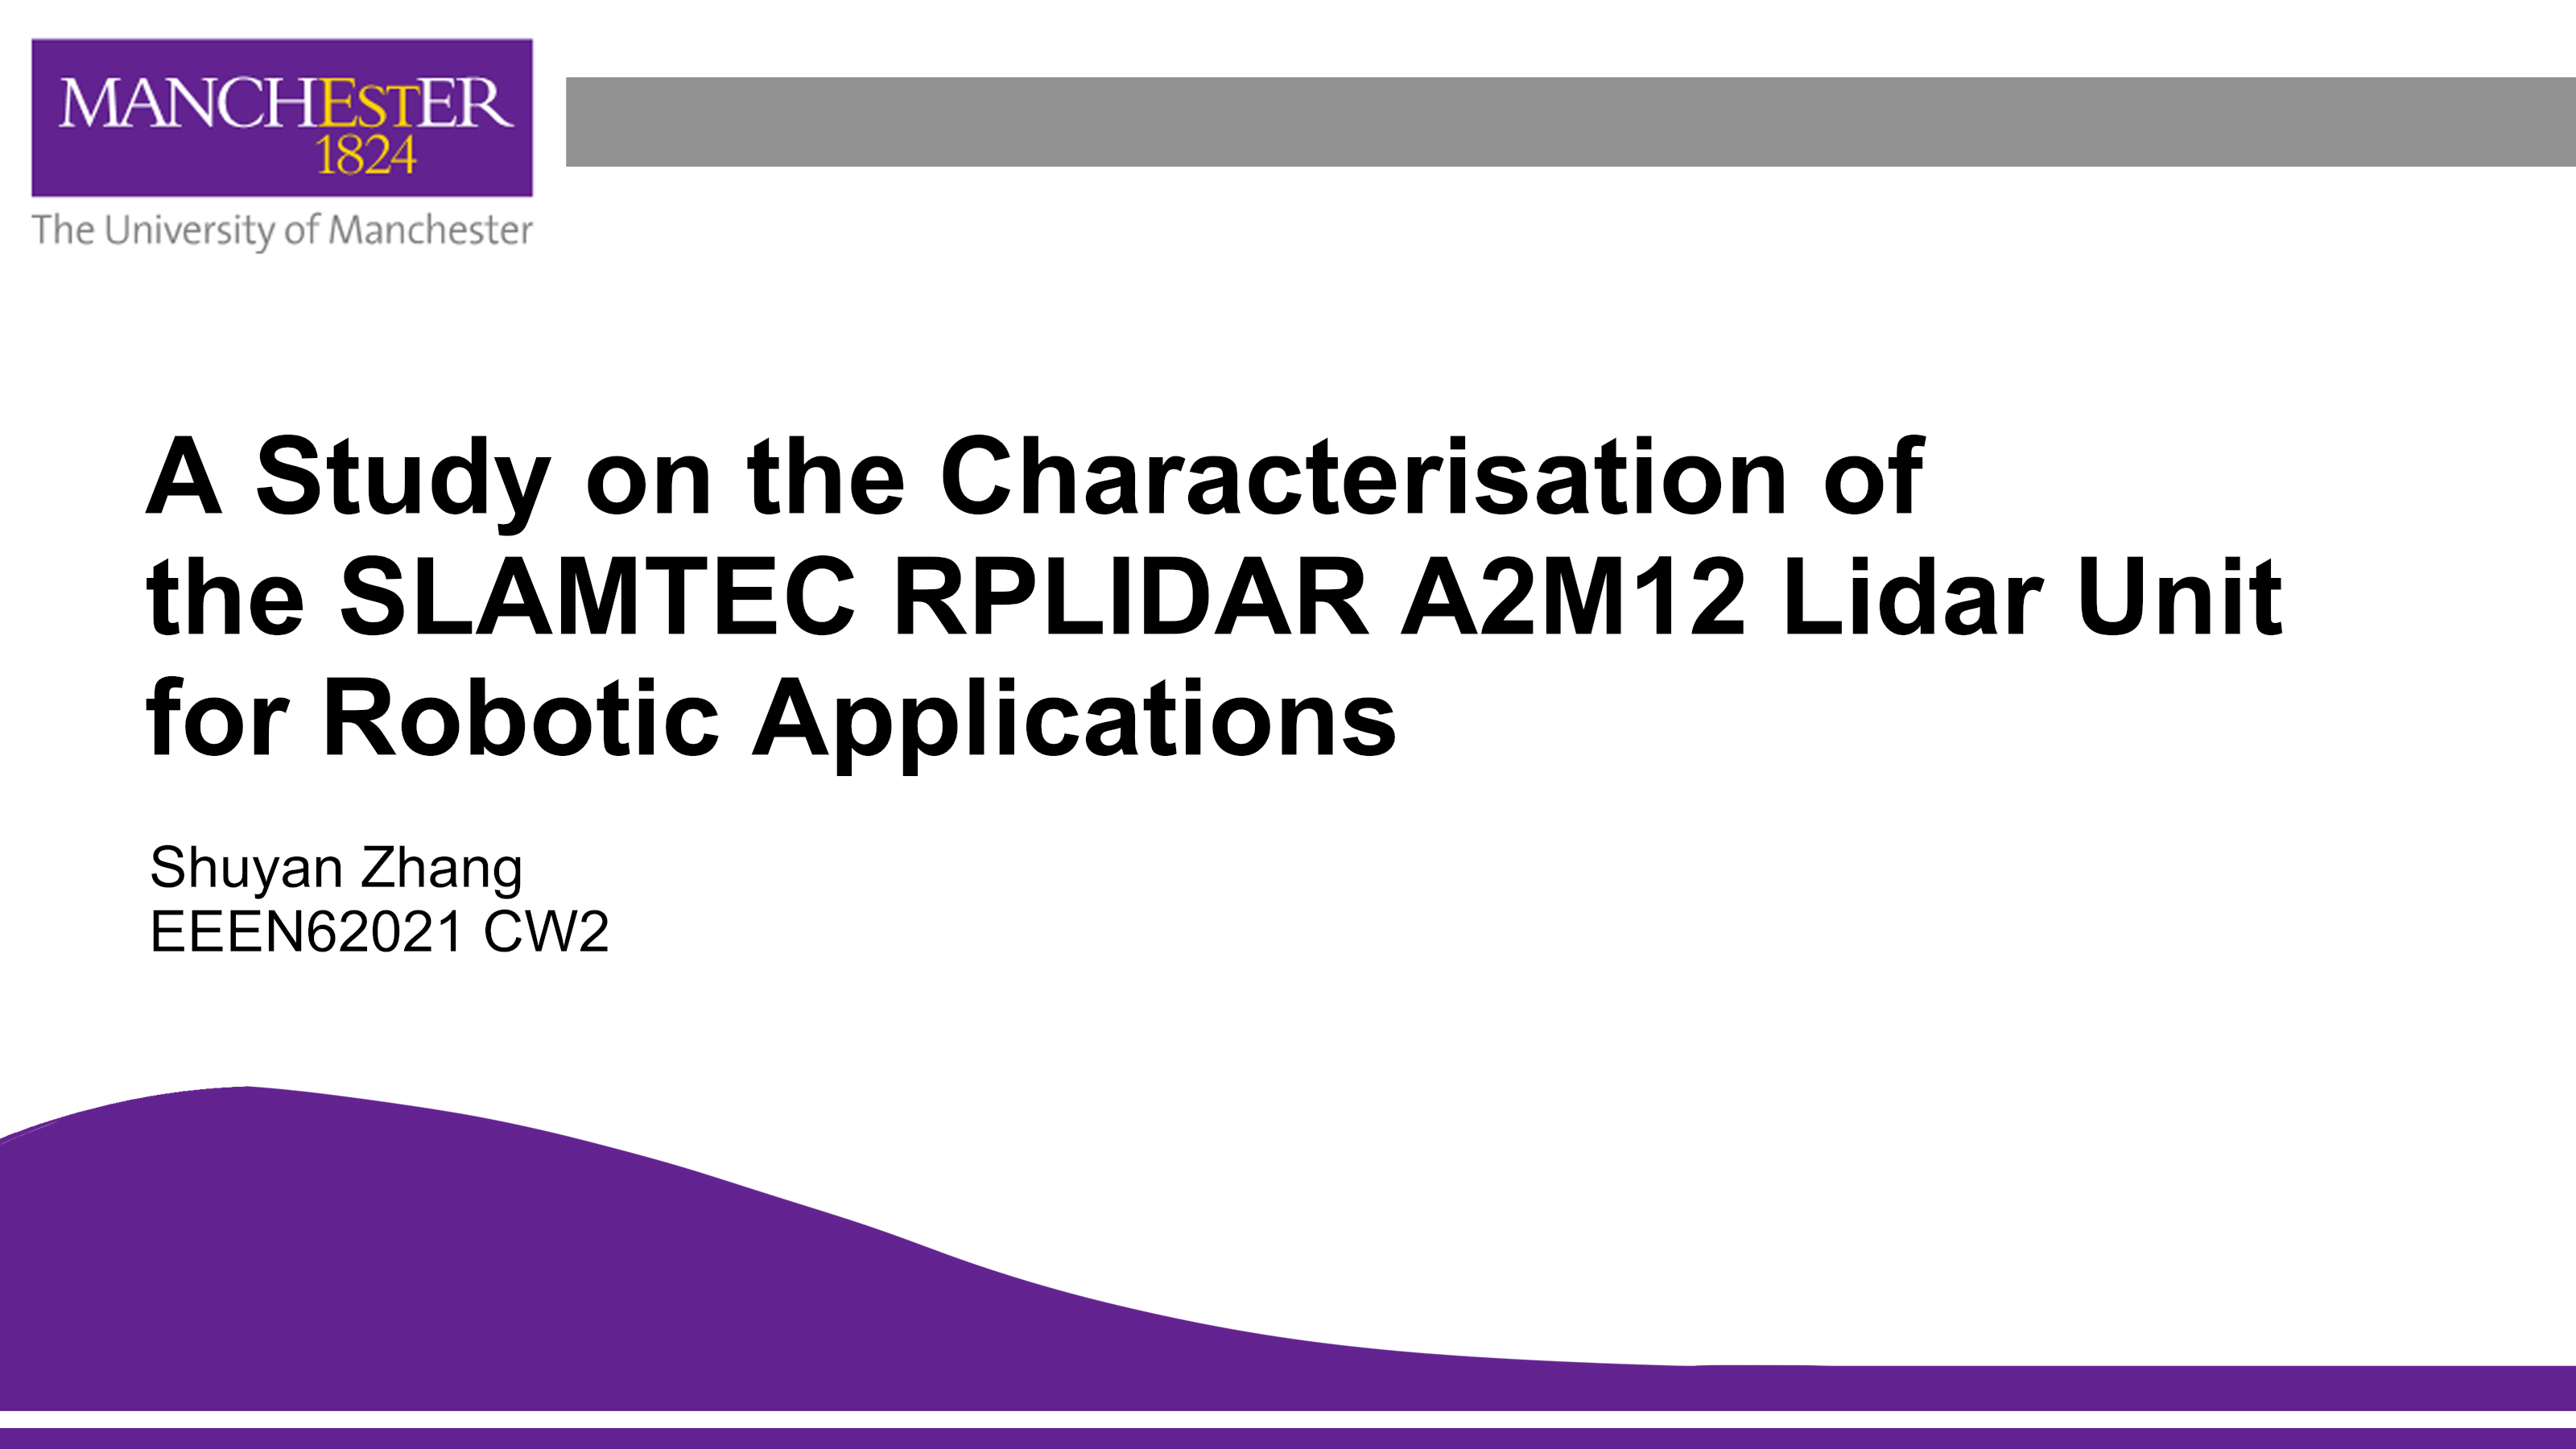 MANCHESTER
1824
The University of Manchester
A Study on the Characterisation of
the SLAMTEC RPLIDAR A2M12 Lidar Unit
for Robotic Applications
Shuyan Zhang
EEEN62021 CW2